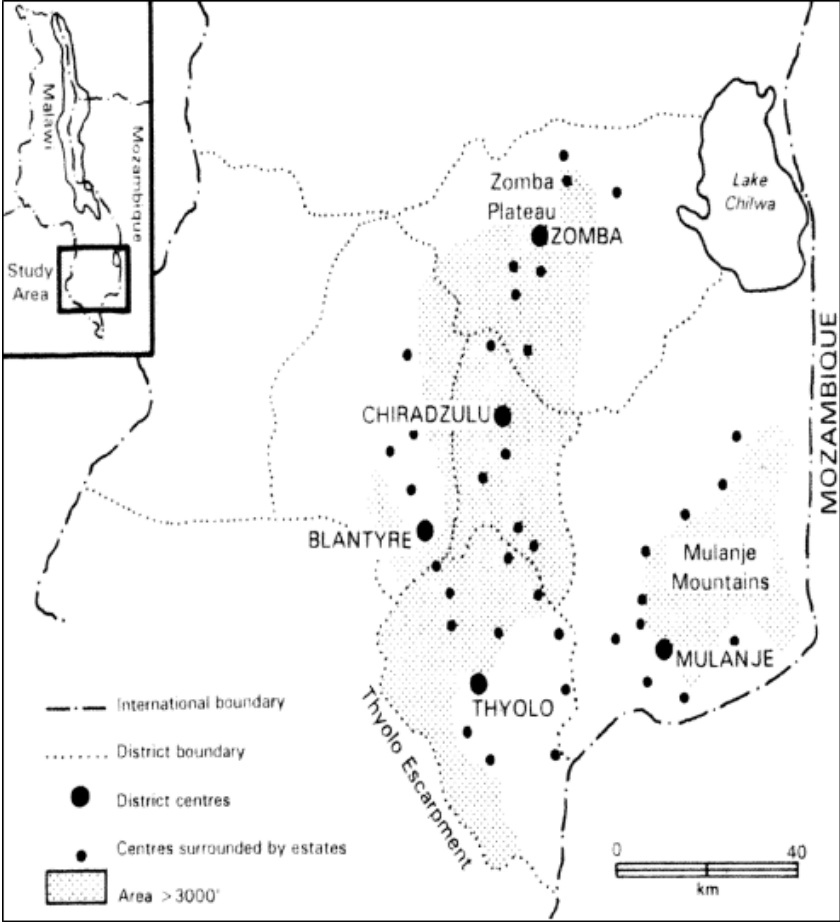 Malawi
Mozambique
Study
Area
Zomba
Plateau
ZOMBA
Lake
Chilwa
CHIRADZULU
MOZAMBIQUE
BLANTYRE
Mulanje
Mountains
MULANJE
THYOLO
Thyolo Escarpment
International boundary
District boundary
District centres
Centres surrounded by estates
Area >3000'
0 40
km